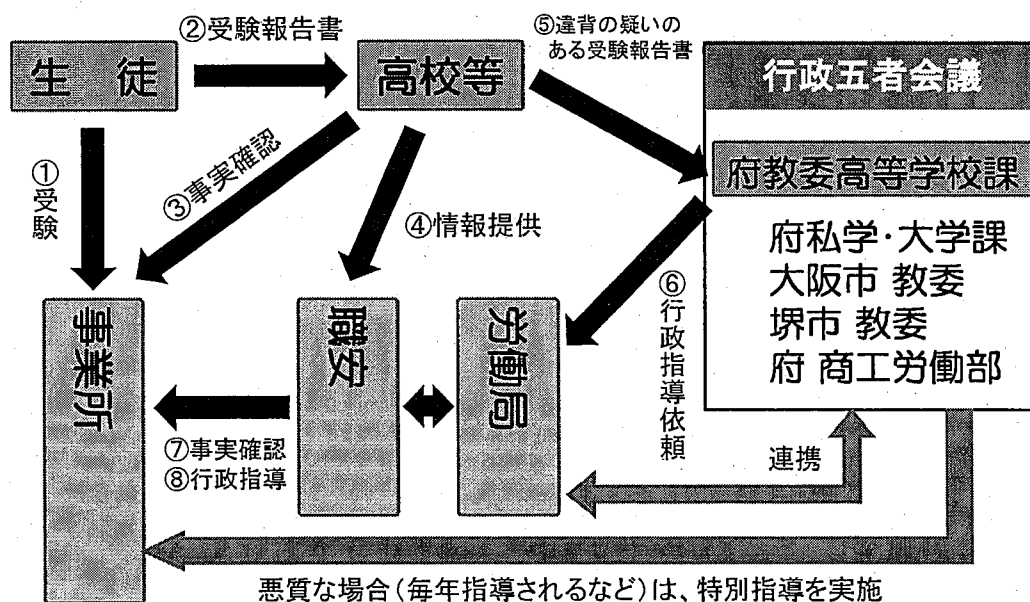 ②受験報告書
⑤違背の疑いの
ある受験報告書
生 徒
高校等
行政五者会議
①受験
③事実確認
④情報提供
府教委高等学校課
府私学・大学課
大阪市 教委
堺市 教委
府 商工労働部
⑥行政指導依頼
事業所
職安
労働局
⑦事実確認
⑧行政指導
連携
悪質な場合(毎年指導されるなど)は、特別指導を実施